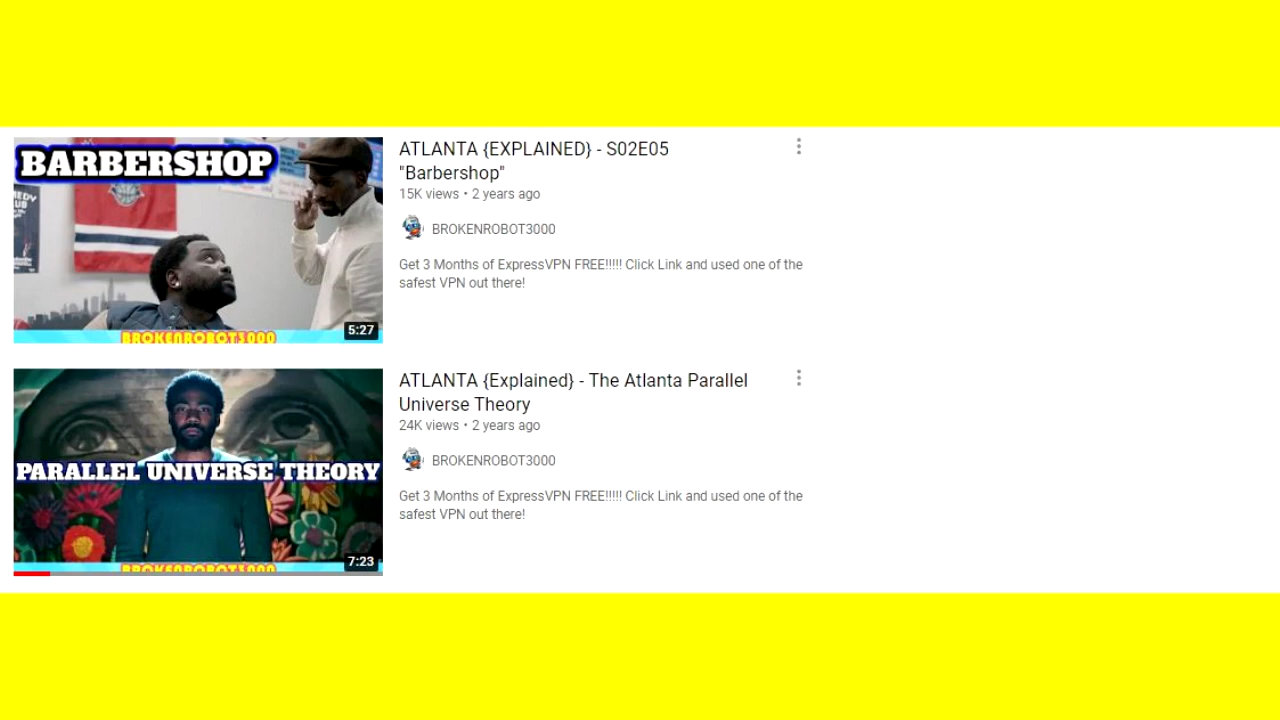 BARBERSHOP
BROKENROBOT3000
5:27
ATLANTA {EXPLAINED} - S02E05
"Barbershop"
15K views • 2 years ago
BROKENROBOT3000
Get 3 Months of ExpressVPN FREE!!!!! Click Link and used one of the
safest VPN out there!
PARALLEL UNIVERSE THEORY
BROKENROBOT3000
7:23
ATLANTA {Explained} - The Atlanta Parallel
Universe Theory
24K views • 2 years ago
BROKENROBOT3000
Get 3 Months of ExpressVPN FREE!!!!! Click Link and used one of the
safest VPN out there!